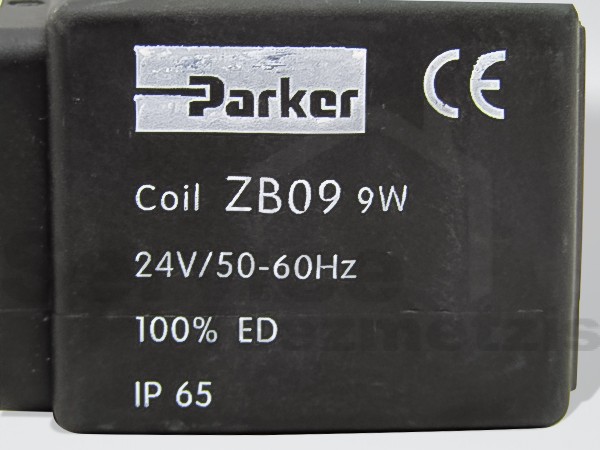 Parker CE
Coil ZB09 9W
24V/50-60Hz
100% ED
IP 65